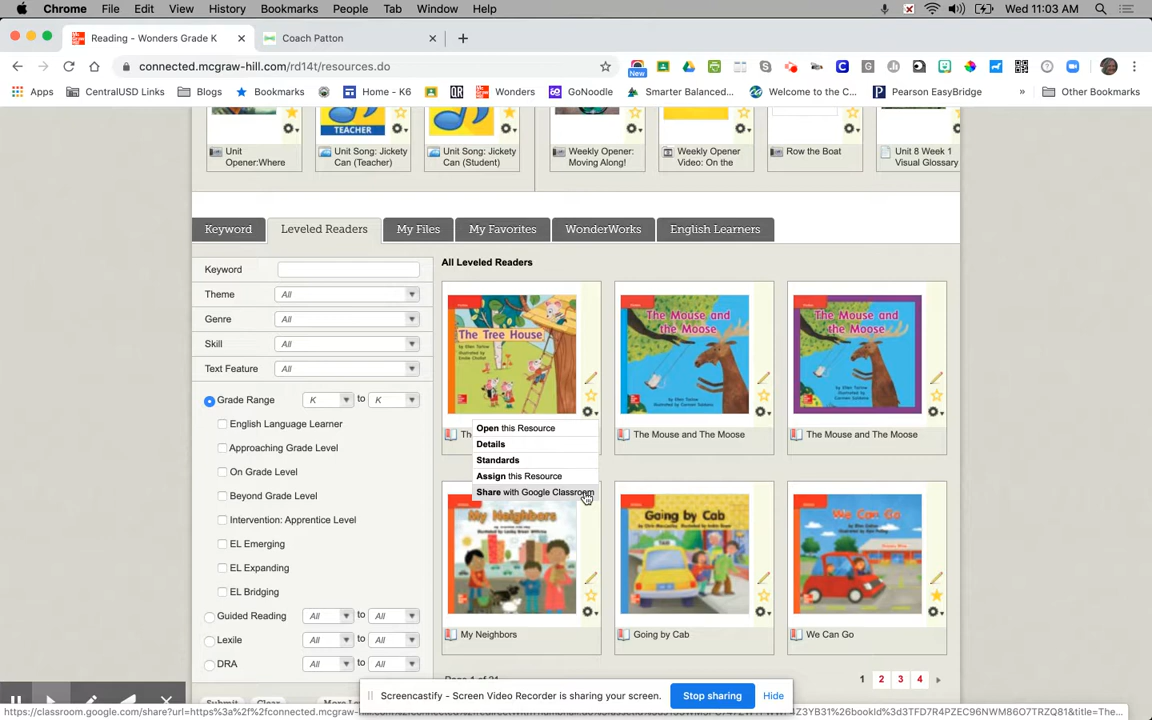 Chrome File Edit View History Bookmarks People Tab Window Help Wed 11:03 AM
Reading - Wonders Grade K Coach Patton
connected.mcgraw-hill.com/rd14t/resources.do New
Apps CentralUSD Links Blogs Bookmarks Home - K6 Wonders GoNoodle Smarter Balanced... Welcome to the C... Pearson EasyBridge » Other Bookmarks
TEACHER
Unit Opener:Where
Unit Song: Jickety Can (Teacher)
Unit Song: Jickety Can (Student)
Weekly Opener: Moving Along!
Weekly Opener Video: On the
Row the Boat
Unit 8 Week 1 Visual Glossary
Keyword Leveled Readers My Files My Favorites WonderWorks English Learners
Keyword
Theme All
Genre All
Skill All
Text Feature All
Grade Range K to K
English Language Learner
Approaching Grade Level
On Grade Level
Beyond Grade Level
Intervention: Apprentice Level
EL Emerging
EL Expanding
EL Bridging
Guided Reading All to All
Lexile All to All
DRA All to All
All Leveled Readers
The Tree House
The Mouse and the Moose
The Mouse and the Moose
The Mouse and The Moose
The Mouse and The Moose
Open this Resource
Details
Standards
Assign this Resource
Share with Google Classroom
My Neighbors
Going by Cab
TAXI
We Can Go
My Neighbors
Going by Cab
We Can Go
1 2 3 4
Screencastify - Screen Video Recorder is sharing your screen. Stop sharing Hide